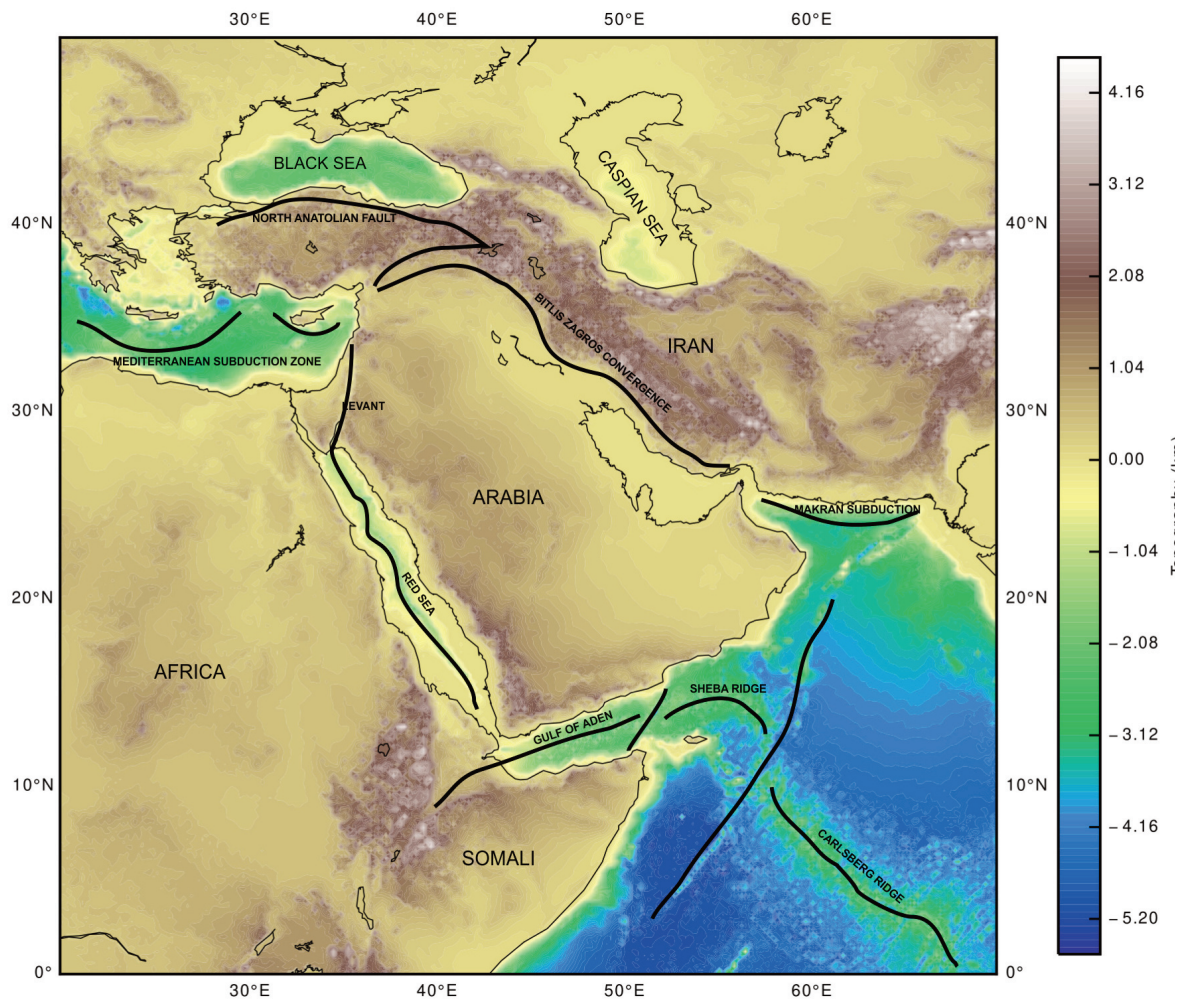 30°E 40°E 50°E 60°E
BLACK SEA
CASPIAN SEA
40°N
NORTH ANATOLIAN FAULT
40°N
BITLIS ZAGROS CONVERGENCE
IRAN
MEDITERRANEAN SUBDUCTION ZONE
30°N
LEVANT
30°N
ARABIA
MAKRAN SUBDUCTION
RED SEA
20°N
20°N
AFRICA
SHEBA RIDGE
GULF OF ADEN
10°N
10°N
CARLSBERG RIDGE
SOMALI
0°
0°
30°E 40°E 50°E 60°E
4.16
3.12
2.08
1.04
0.00
– 1.04
– 2.08
– 3.12
– 4.16
– 5.20